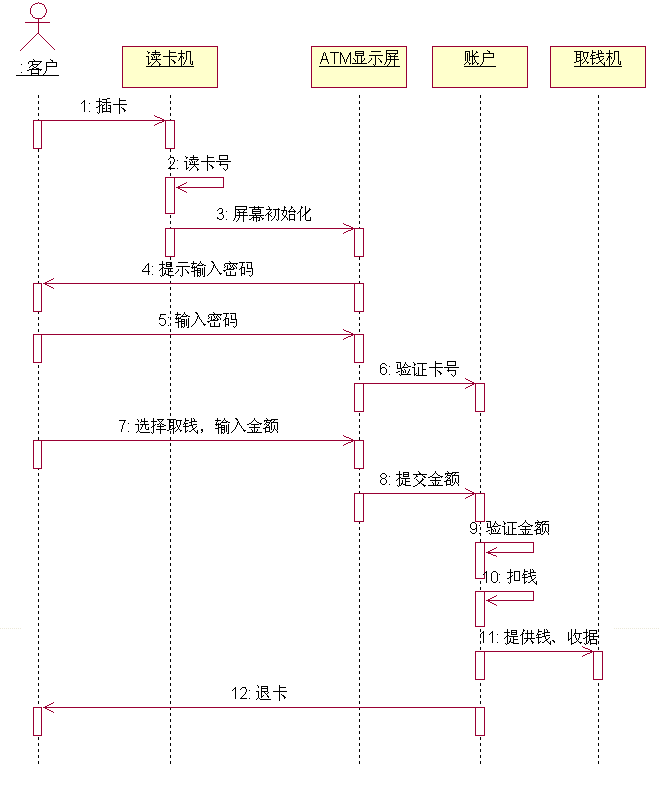 : 客户
读卡机
ATM显示屏
账户
取钱机
1: 插卡
2: 读卡号
3: 屏幕初始化
4: 提示输入密码
5: 输入密码
6: 验证卡号
7: 选择取钱，输入金额
8: 提交金额
9: 验证金额
10: 扣钱
11: 提供钱、收据
12: 退卡